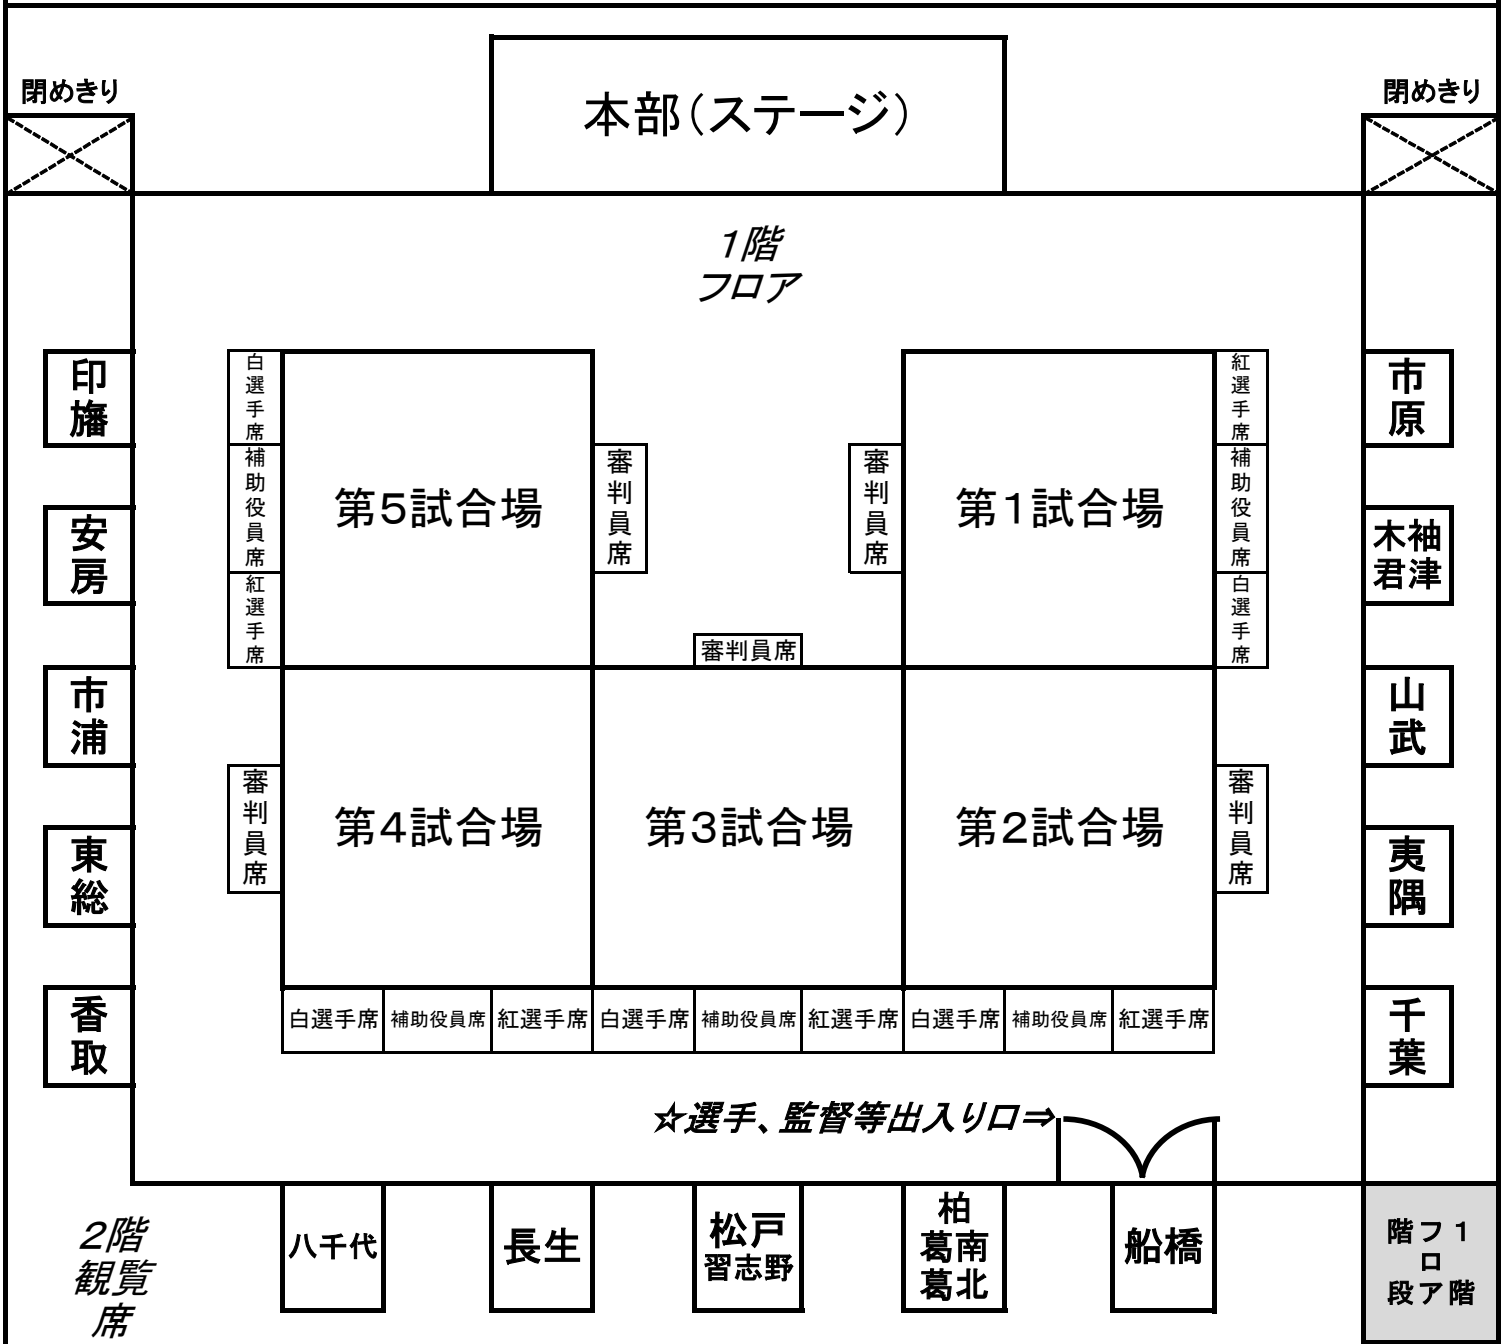 閉めきり
本部(ステージ)
閉めきり
1階
フロア
印旛
安房
市浦
東総
香取
白選手席
補助役員席
紅選手席
第5試合場
審判員席
審判員席
第1試合場
紅選手席
補助役員席
白選手席
審判員席
審判員席
第4試合場
第3試合場
第2試合場
審判員席
市原
木袖
君津
山武
夷隅
千葉
白選手席 補助役員席 紅選手席 白選手席 補助役員席 紅選手席 白選手席 補助役員席 紅選手席
☆選手、監督等出入り口⇒
八千代
長生
松戸
習志野
柏
葛南
葛北
船橋
2階
観覧
席
1階
フロア
階段